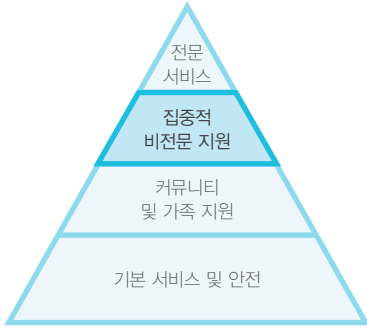 전문
서비스
집중적
비전문 지원
커뮤니티
및 가족 지원
기본 서비스 및 안전